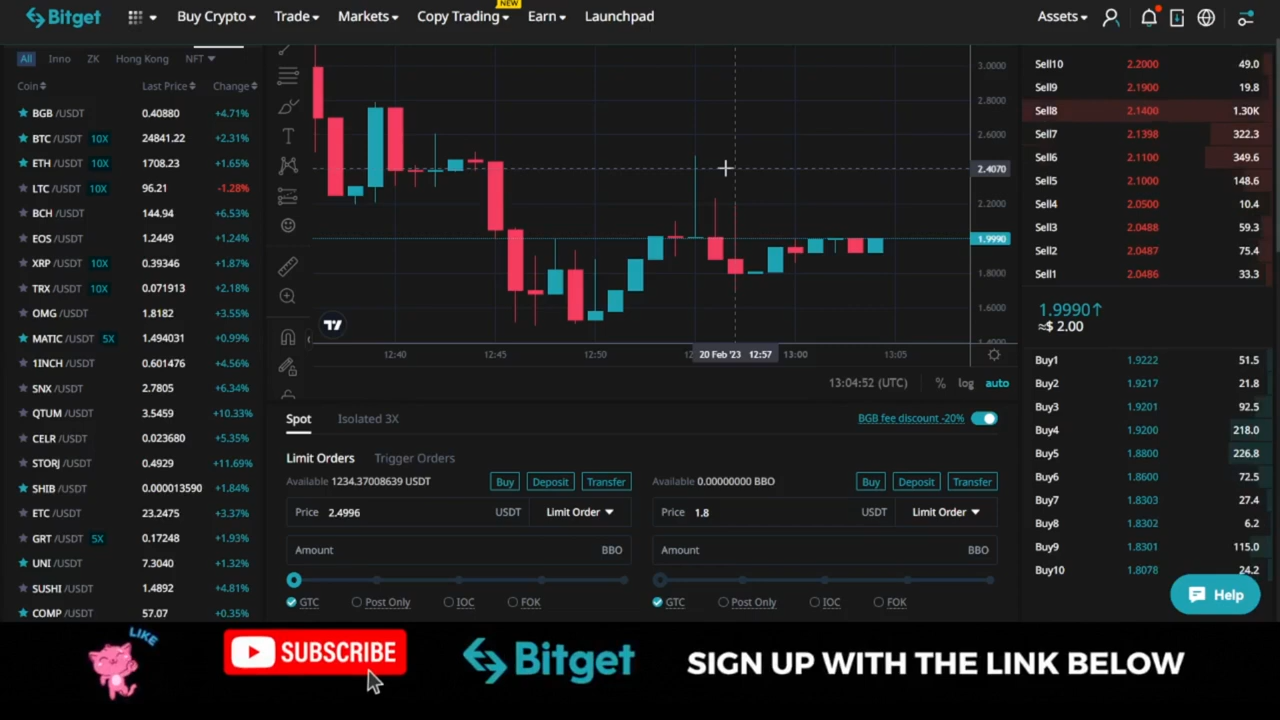 Bitget Buy Crypto Trade Markets Copy Trading NEW Earn Launchpad Assets
All Inno ZK Hong Kong NFT
Coin Last Price Change
BGB /USDT 0.40880 +4.71%
BTC /USDT 10X 24841.22 +2.31%
ETH /USDT 10X 1708.23 +1.65%
LTC /USDT 10X 96.21 -1.28%
BCH /USDT 144.94 +6.53%
EOS /USDT 1.2449 +1.24%
XRP /USDT 10X 0.39346 +1.87%
TRX /USDT 10X 0.071913 +2.18%
OMG /USDT 1.8182 +3.55%
MATIC /USDT 5X 1.494031 +0.99%
1INCH /USDT 0.601476 +4.56%
SNX /USDT 2.7805 +6.34%
QTUM /USDT 3.5459 +10.33%
CELR /USDT 0.023680 +5.35%
STORJ /USDT 0.4929 +11.69%
SHIB /USDT 0.000013590 +1.84%
ETC /USDT 23.2475 +3.37%
GRT /USDT 5X 0.17248 +1.93%
UNI /USDT 7.3040 +1.32%
SUSHI /USDT 1.4892 +4.81%
COMP /USDT 57.07 +0.35%
3.0000
2.8000
2.6000
2.4070
2.2000
1.9990
1.8000
1.6000
12:40 12:45 12:50 20 Feb '23 12:57 13:00 13:05
13:04:52 (UTC) % log auto
Spot Isolated 3X BGB fee discount -20%
Limit Orders Trigger Orders
Available 1234.37008639 USDT Buy Deposit Transfer
Price 2.4996 USDT Limit Order
Amount BBO
GTC Post Only IOC FOK
Available 0.00000000 BBO Buy Deposit Transfer
Price 1.8 USDT Limit Order
Amount BBO
GTC Post Only IOC FOK
Sell10 2.2000 49.0
Sell9 2.1900 19.8
Sell8 2.1400 1.30K
Sell7 2.1398 322.3
Sell6 2.1100 349.6
Sell5 2.1000 148.6
Sell4 2.0500 10.4
Sell3 2.0488 59.3
Sell2 2.0487 75.4
Sell1 2.0486 33.3
1.9990↑
≈$ 2.00
Buy1 1.9222 51.5
Buy2 1.9217 21.8
Buy3 1.9201 92.5
Buy4 1.9200 218.0
Buy5 1.8800 226.8
Buy6 1.8600 72.5
Buy7 1.8303 27.4
Buy8 1.8302 6.2
Buy9 1.8301 115.0
Buy10 1.8078 24.2
Help
LIKE SUBSCRIBE Bitget SIGN UP WITH THE LINK BELOW